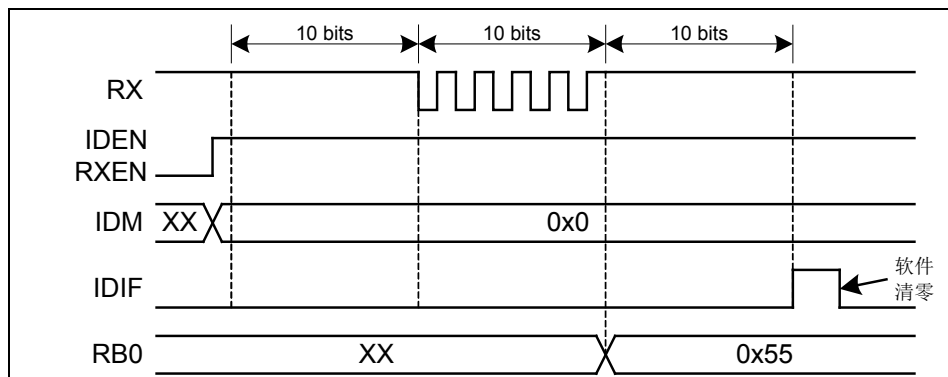 10 bits 10 bits 10 bits
RX
IDEN
RXEN
IDM XX 0x0
IDIF 软件
清零
RB0 XX 0x55